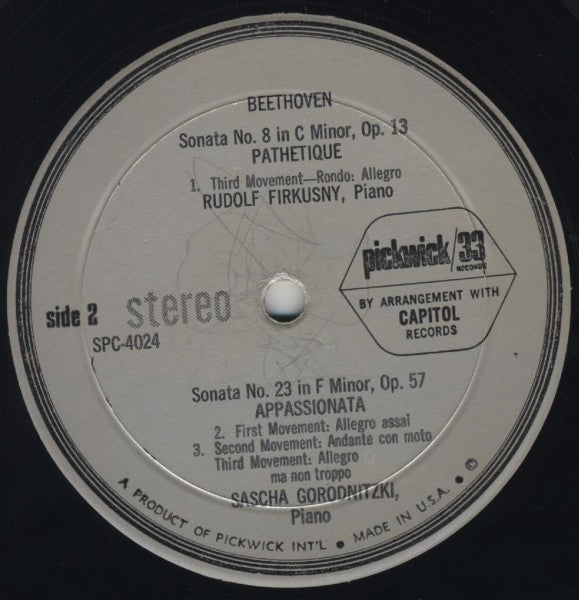 BEETHOVEN
Sonata No. 8 in C Minor, Op. 13
PATHETIQUE
1. Third Movement—Rondo: Allegro
RUDOLF FIRKUSNY, Piano
pickwick/33
RECORDS
BY ARRANGEMENT WITH
CAPITOL
RECORDS
side 2 stereo
SPC-4024
Sonata No. 23 in F Minor, Op. 57
APPASSIONATA
2. First Movement: Allegro assai
3. Second Movement: Andante con moto
Third Movement: Allegro
ma non troppo
SASCHA GORODNITZKI,
Piano
A PRODUCT OF PICKWICK INT'L ● MADE IN U.S.A. ● ©